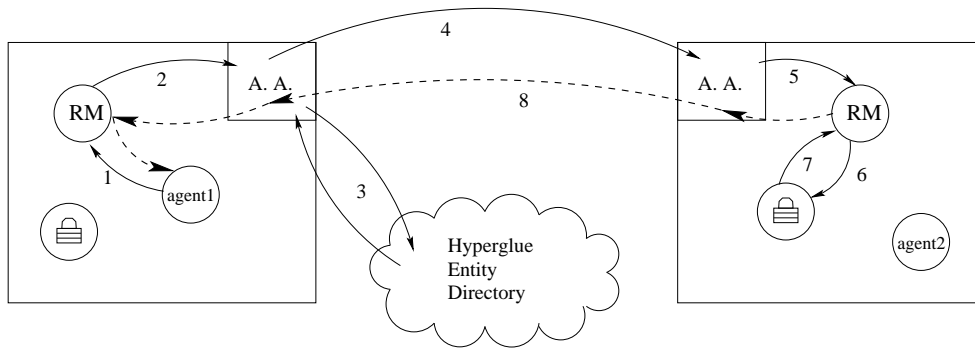 4
2
A. A.
RM
8
A. A.
5
RM
1
agent1
3
7
6
Hyperglue
Entity
Directory
agent2